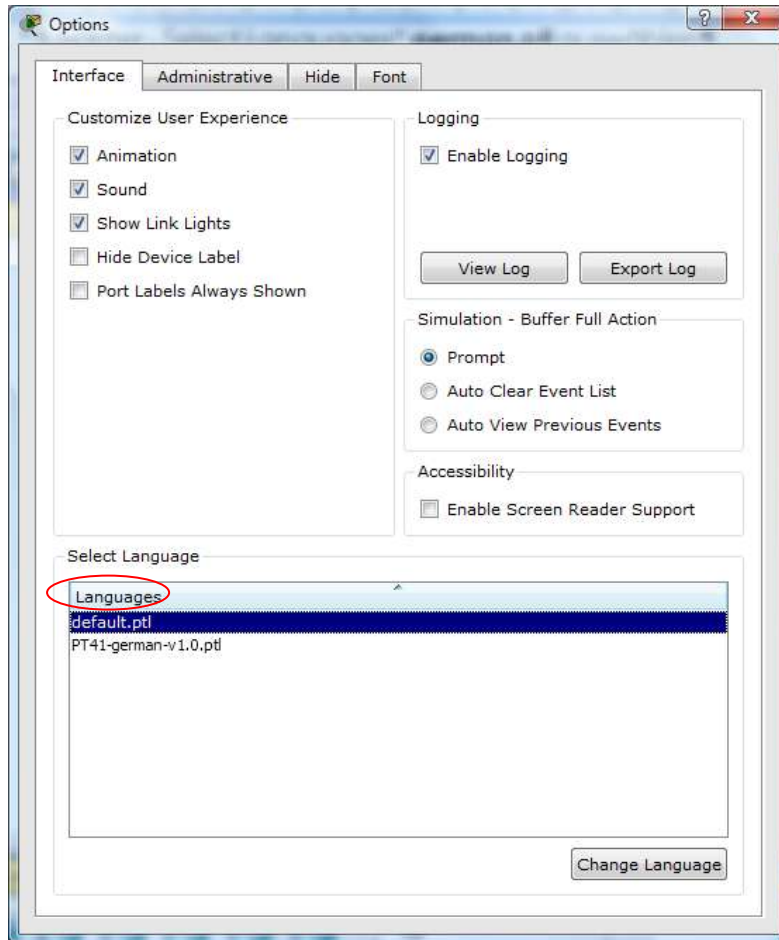 Options
Interface Administrative Hide Font
Customize User Experience
Animation
Sound
Show Link Lights
Hide Device Label
Port Labels Always Shown
Logging
Enable Logging
View Log Export Log
Simulation - Buffer Full Action
Prompt
Auto Clear Event List
Auto View Previous Events
Accessibility
Enable Screen Reader Support
Select Language
Languages
default.ptl
PT41-german-v1.0.ptl
Change Language